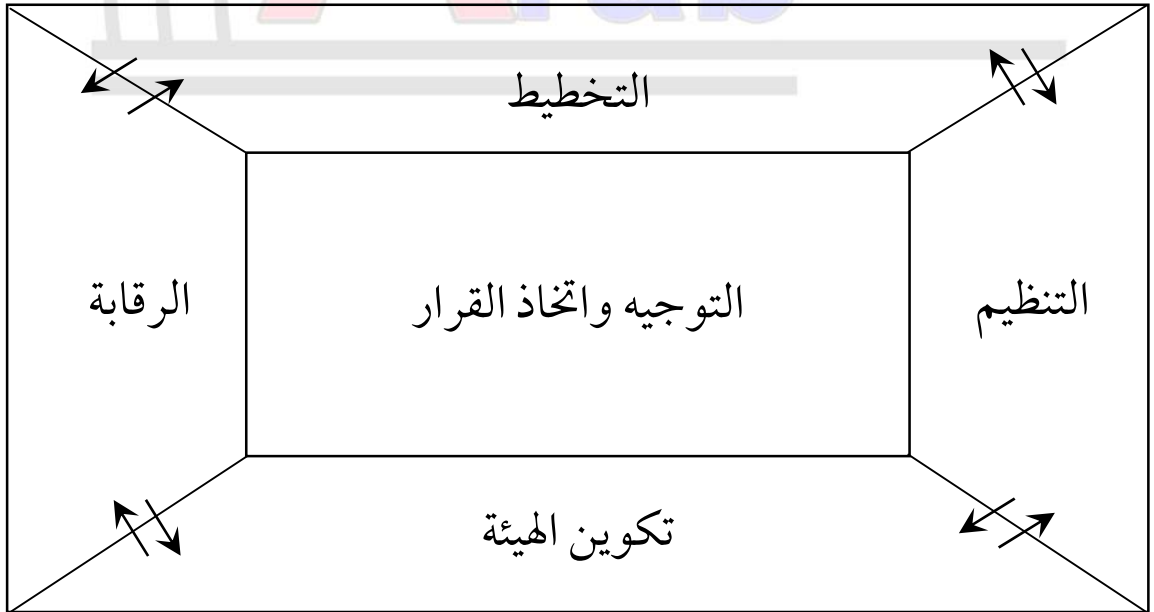 التخطيط
التنظيم
التوجيه واتخاذ القرار
الرقابة
تكوين الهيئة